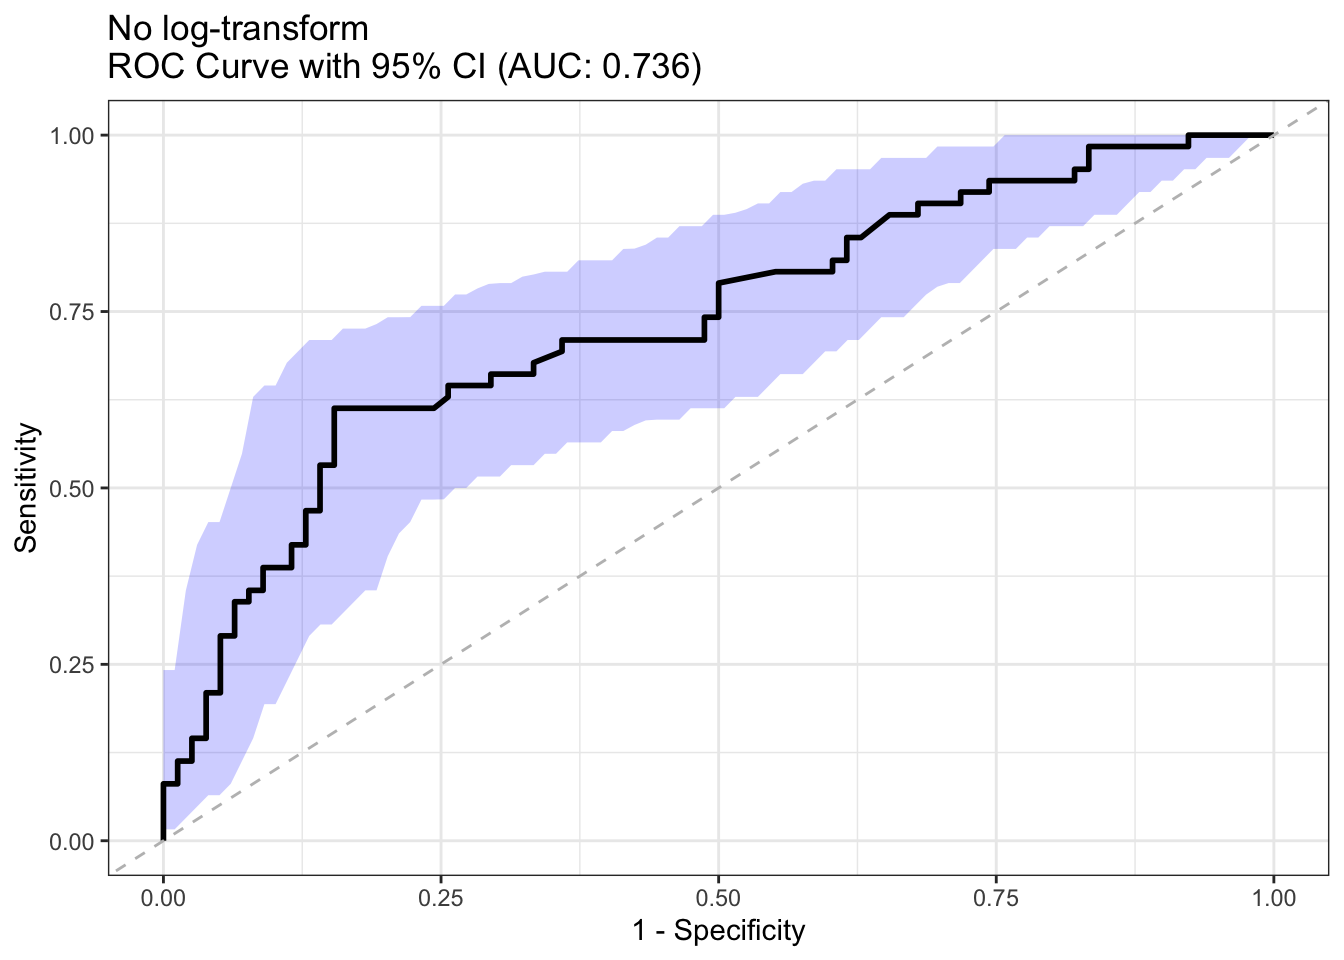 No log-transform
ROC Curve with 95% CI (AUC: 0.736)
1.00
0.75
0.50
0.25
0.00
Sensitivity
0.00 0.25 0.50 0.75 1.00
1 - Specificity